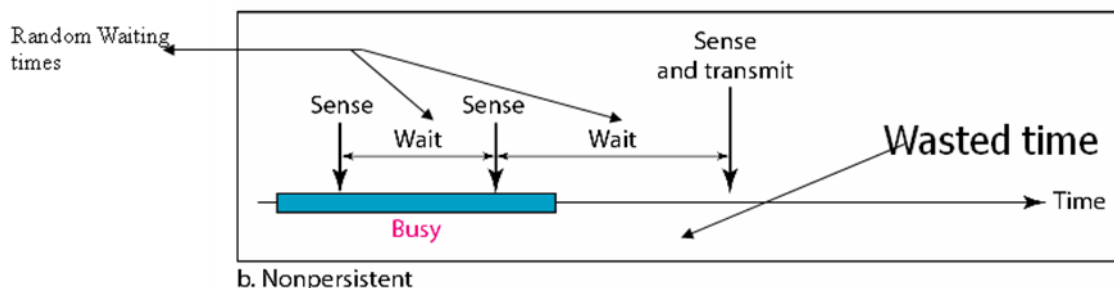 Random Waiting
times
Sense
and transmit
Sense
Sense
Wait
Wait
Wasted time
Time
Busy
b. Nonpersistent